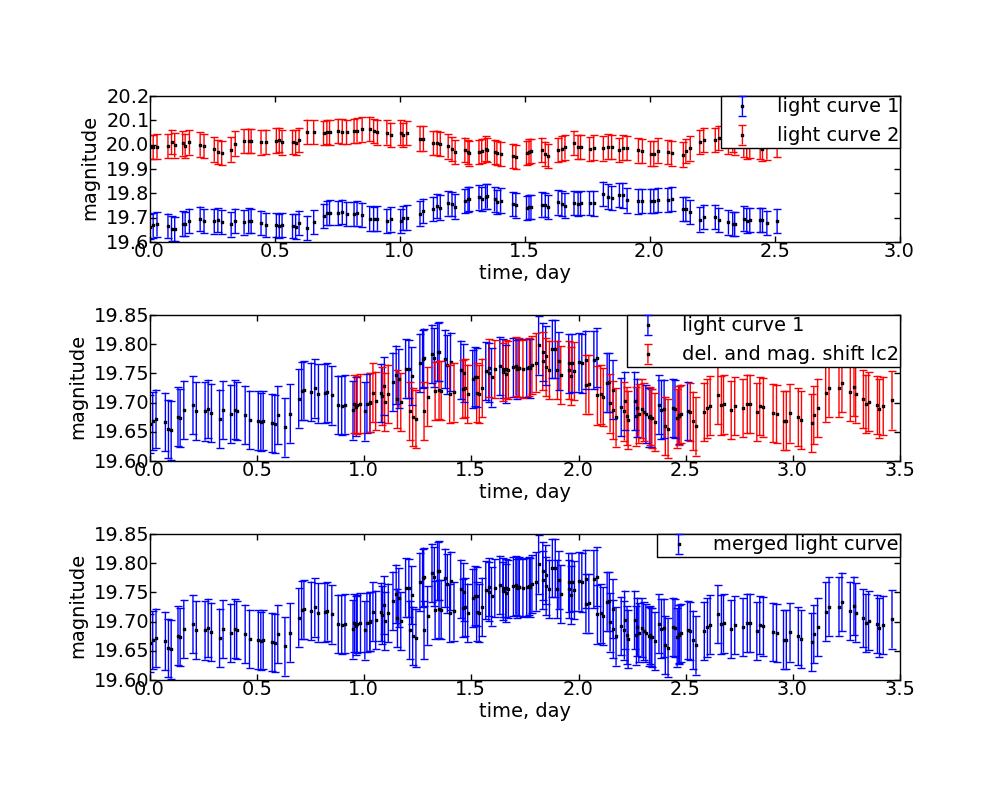 20.2
20.1
20.0
19.9
19.8
19.7
19.6
magnitude
light curve 1
light curve 2
0.0 0.5 1.0 1.5 2.0 2.5 3.0
time, day
19.85
19.80
19.75
19.70
19.65
19.60
magnitude
light curve 1
del. and mag. shift lc2
0.0 0.5 1.0 1.5 2.0 2.5 3.0 3.5
time, day
19.85
19.80
19.75
19.70
19.65
19.60
magnitude
merged light curve
0.0 0.5 1.0 1.5 2.0 2.5 3.0 3.5
time, day